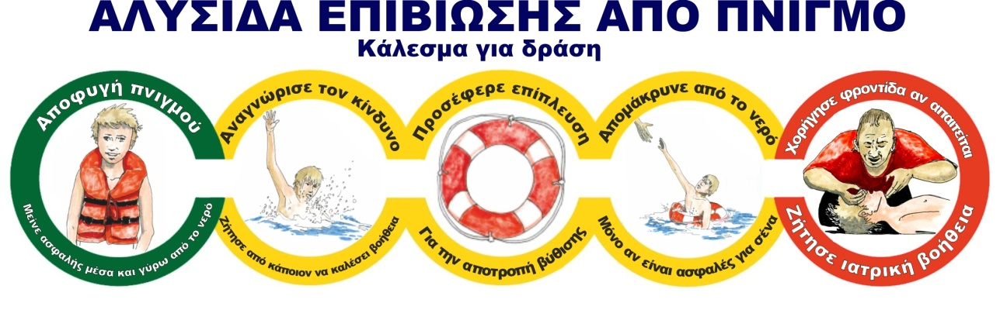 ΑΛΥΣΙΔΑ ΕΠΙΒΙΩΣΗΣ ΑΠΟ ΠΝΙΓΜΟ
Κάλεσμα για δράση
Αποφυγή πνιγμού
Μείνε ασφαλής μέσα και γύρω από το νερό
Αναγνώρισε τον κίνδυνο
Ζήτησε από κάποιον να καλέσει βοήθεια
Προσέφερε επίπλευση
Για την αποτροπή βύθισης
Απομάκρυνε από το νερό
Μόνο αν είναι ασφαλές για σένα
Χορήγησε φροντίδα αν απαιτείται
Ζήτησε ιατρική βοήθεια